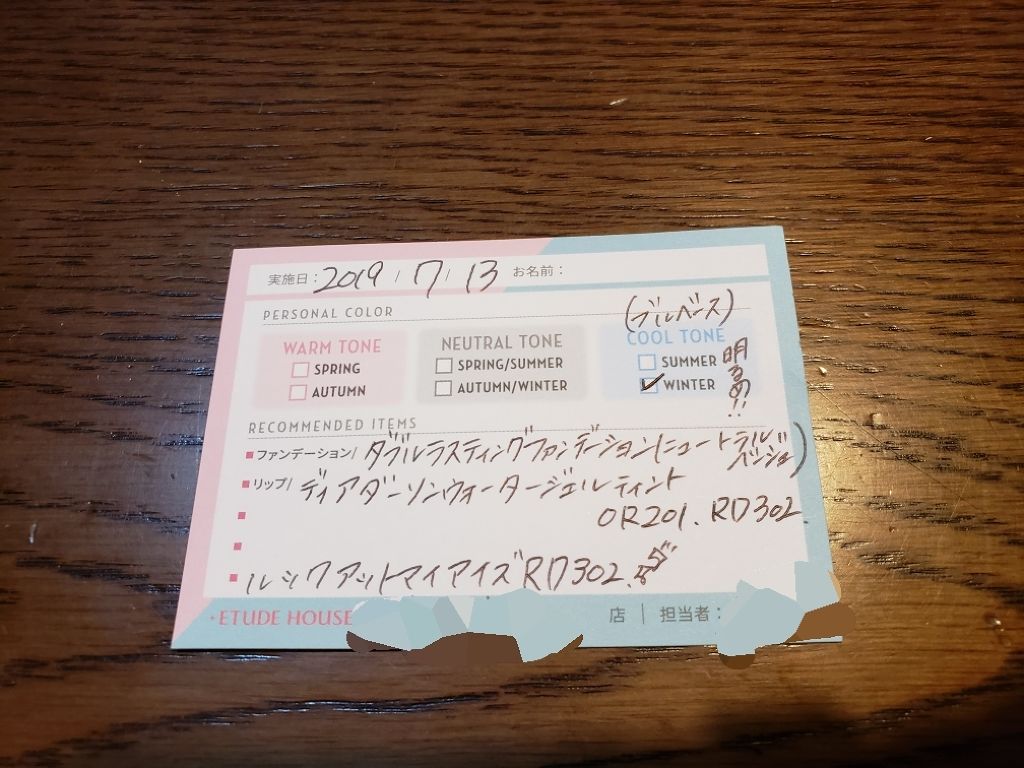 実施日: 2019 / 7 / 13 お名前:
PERSONAL COLOR
(ブルベース)
WARM TONE
SPRING
AUTUMN
NEUTRAL TONE
SPRING/SUMMER
AUTUMN/WINTER
COOL TONE
SUMMER
WINTER
明るめ!!
RECOMMENDED ITEMS
ファンデーション/ ダブルラスティングファンデーション(ニュートラルベージュ)
リップ/ ディアダーリンウォータージェルティント
OR201. RD302
ルックアットマイアイズ RD302.
ETUDE HOUSE 店 | 担当者: